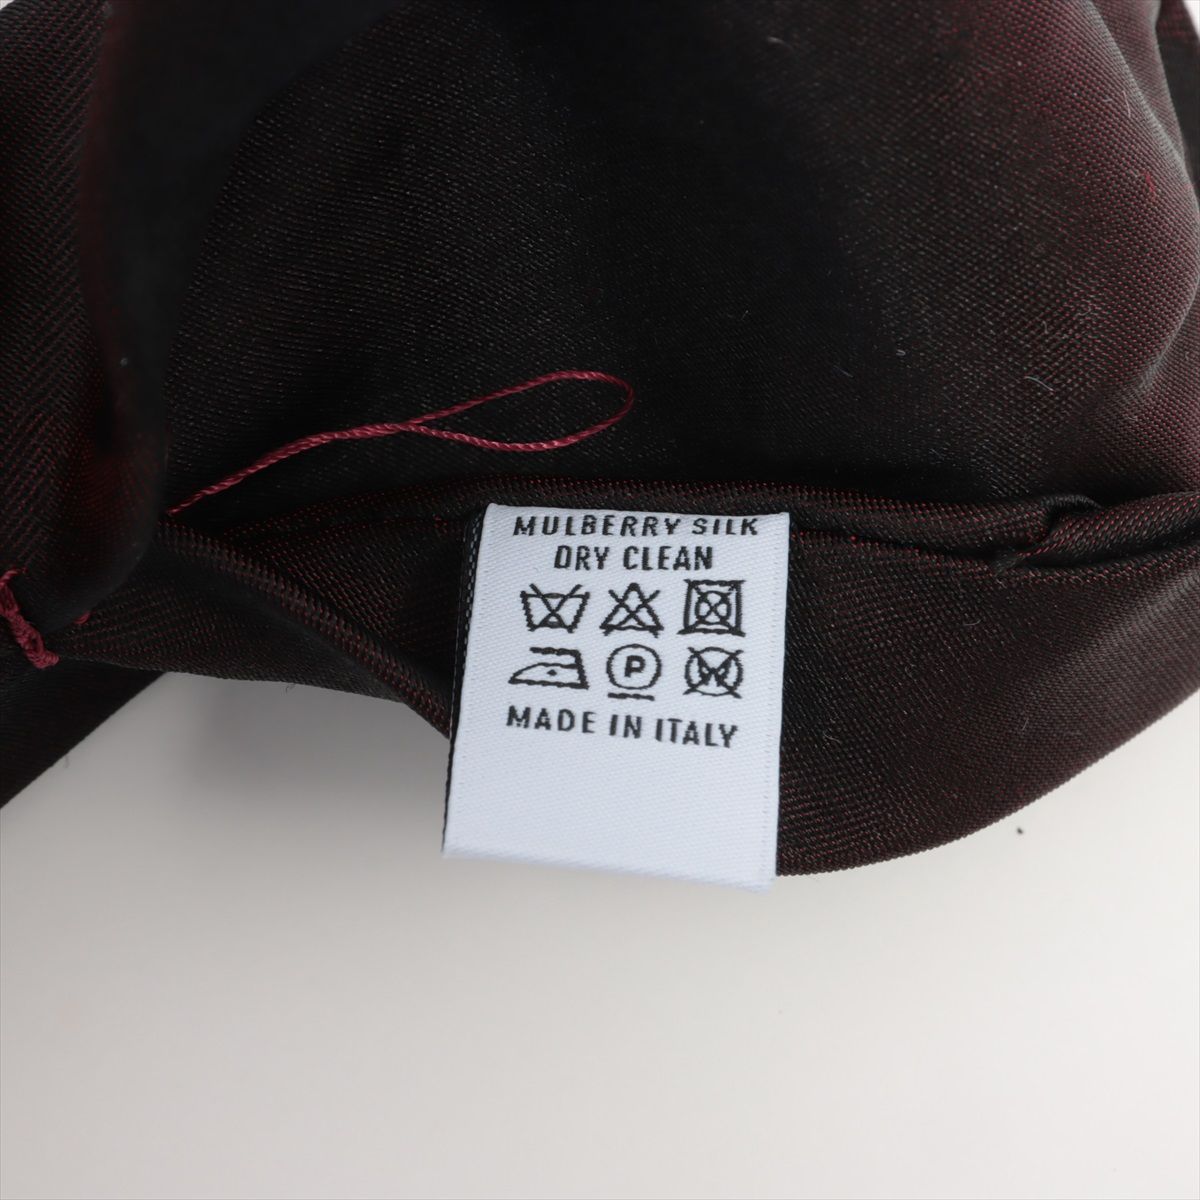 MULBERRY SILK
DRY CLEAN
P W
MADE IN ITALY